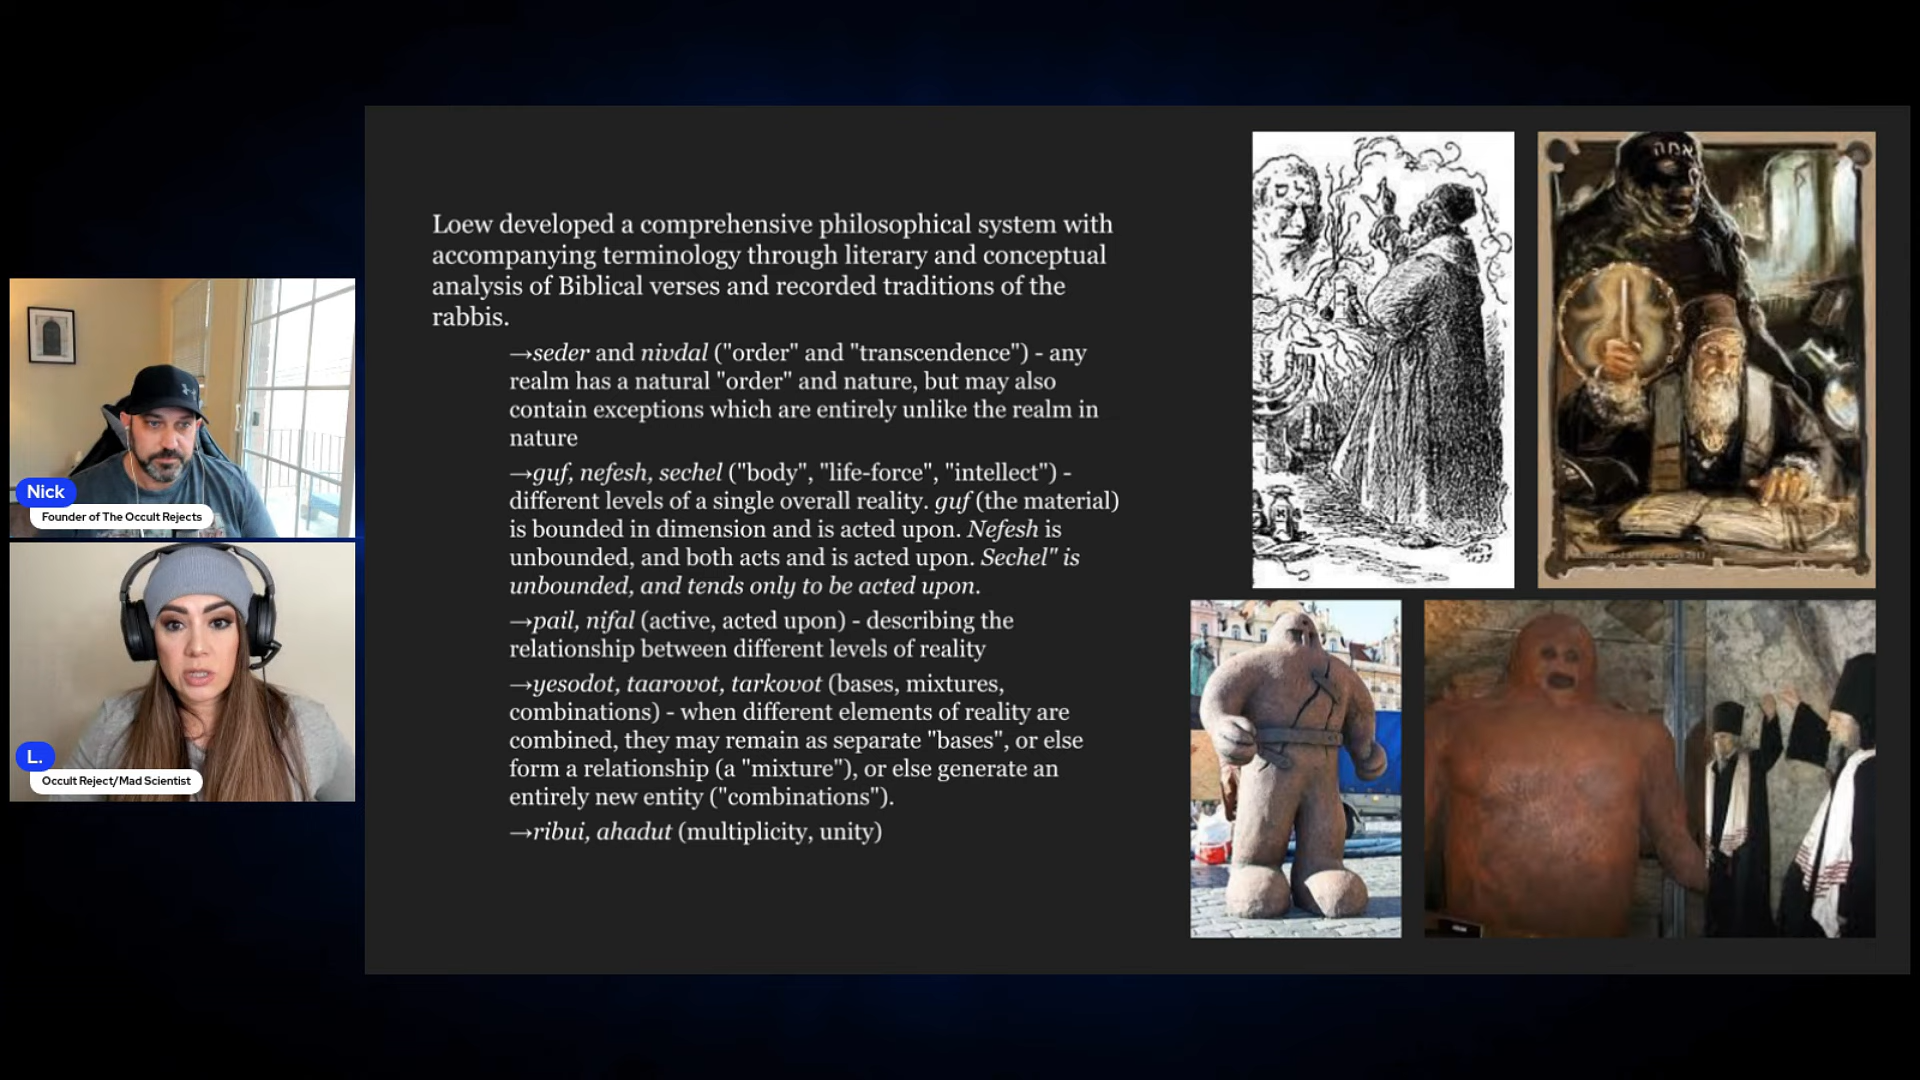 Loew developed a comprehensive philosophical system with
accompanying terminology through literary and conceptual
analysis of Biblical verses and recorded traditions of the
rabbis.
→seder and nivdal ("order" and "transcendence") - any
realm has a natural "order" and nature, but may also
contain exceptions which are entirely unlike the realm in
nature
→guf, nefesh, sechel ("body", "life-force", "intellect") -
different levels of a single overall reality. guf (the material)
is bounded in dimension and is acted upon. Nefesh is
unbounded, and both acts and is acted upon. Sechel" is
unbounded, and tends only to be acted upon.
→pail, nifal (active, acted upon) - describing the
relationship between different levels of reality
→yesodot, taarovot, tarkovot (bases, mixtures,
combinations) - when different elements of reality are
combined, they may remain as separate "bases", or else
form a relationship (a "mixture"), or else generate an
entirely new entity ("combinations").
→ribui, ahadut (multiplicity, unity)
אמת
Nick
Founder of The Occult Rejects
L.
Occult Reject/Mad Scientist